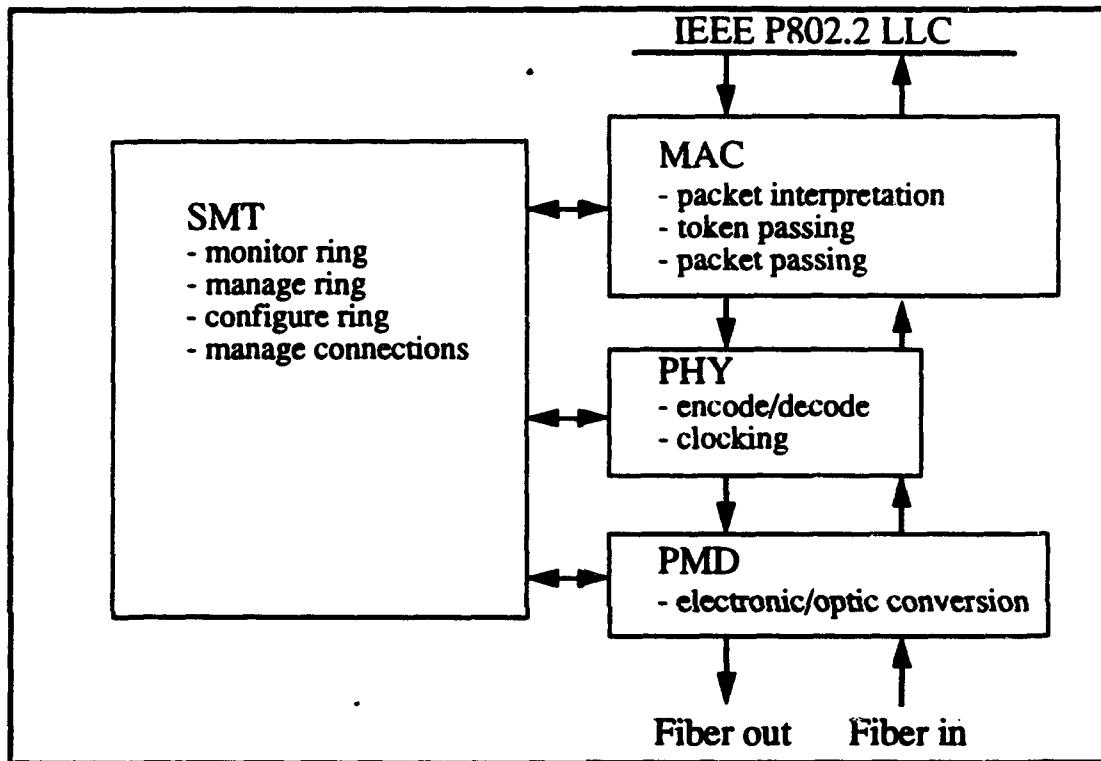 IEEE P802.2 LLC
MAC
- packet interpretation
- token passing
- packet passing
SMT
- monitor ring
- manage ring
- configure ring
- manage connections
PHY
- encode/decode
- clocking
PMD
- electronic/optic conversion
Fiber out
Fiber in